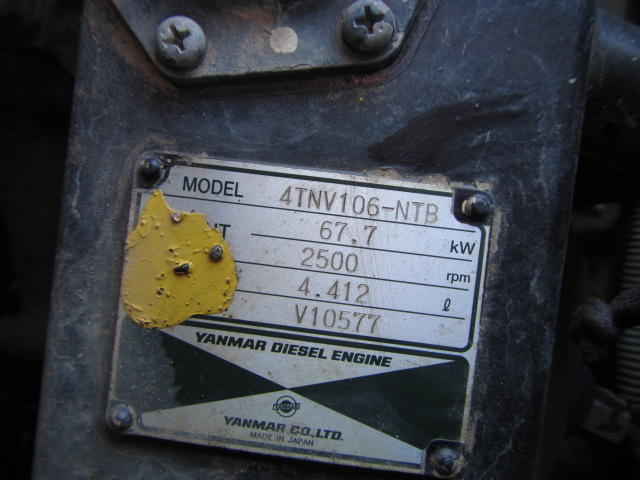 MODEL 4TNV106-NTB
67.7 kW
2500 rpm
4.412 ℓ
V10577
YANMAR DIESEL ENGINE
YANMAR
YANMAR CO.,LTD.
MADE IN JAPAN